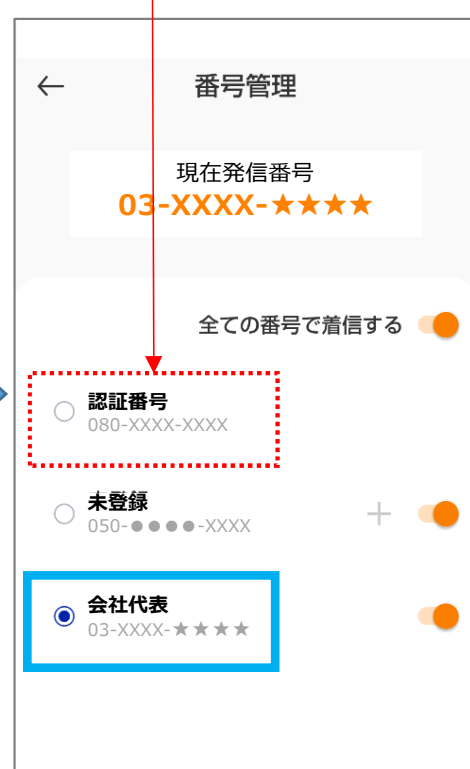 番号管理
現在発信番号
03-XXXX-★★★★
全ての番号で着信する
認証番号
080-XXXX-XXXX
未登録
050-●●●●-XXXX
会社代表
03-XXXX-★★★★